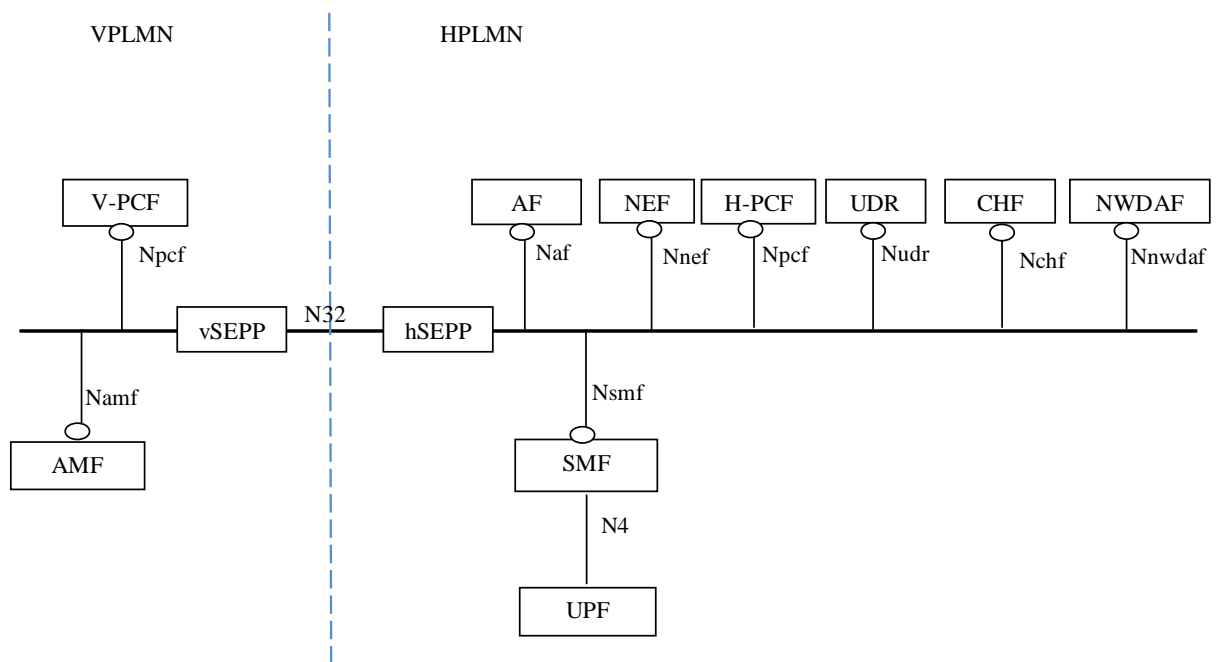 VPLMN
HPLMN
V-PCF
AF
NEF
H-PCF
UDR
CHF
NWDAF
Npcf
Naf
Nnef
Npcf
Nudr
Nchf
Nnwdaf
vSEPP
N32
hSEPP
Namf
Nsmf
AMF
SMF
N4
UPF